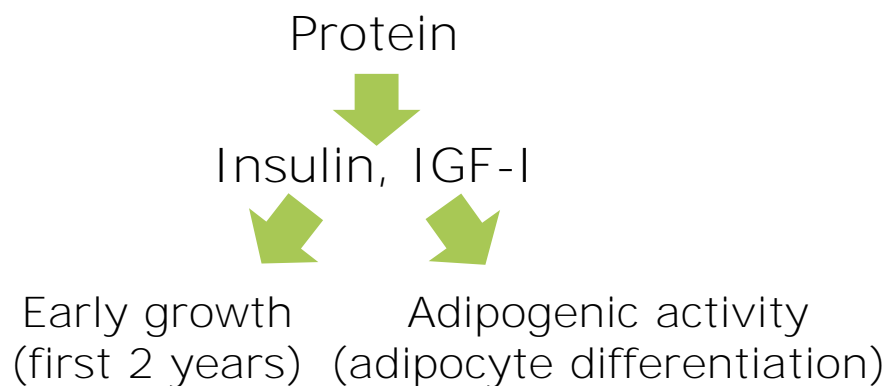 Protein
Insulin, IGF-I
Early growth
(first 2 years)
Adipogenic activity
(adipocyte differentiation)